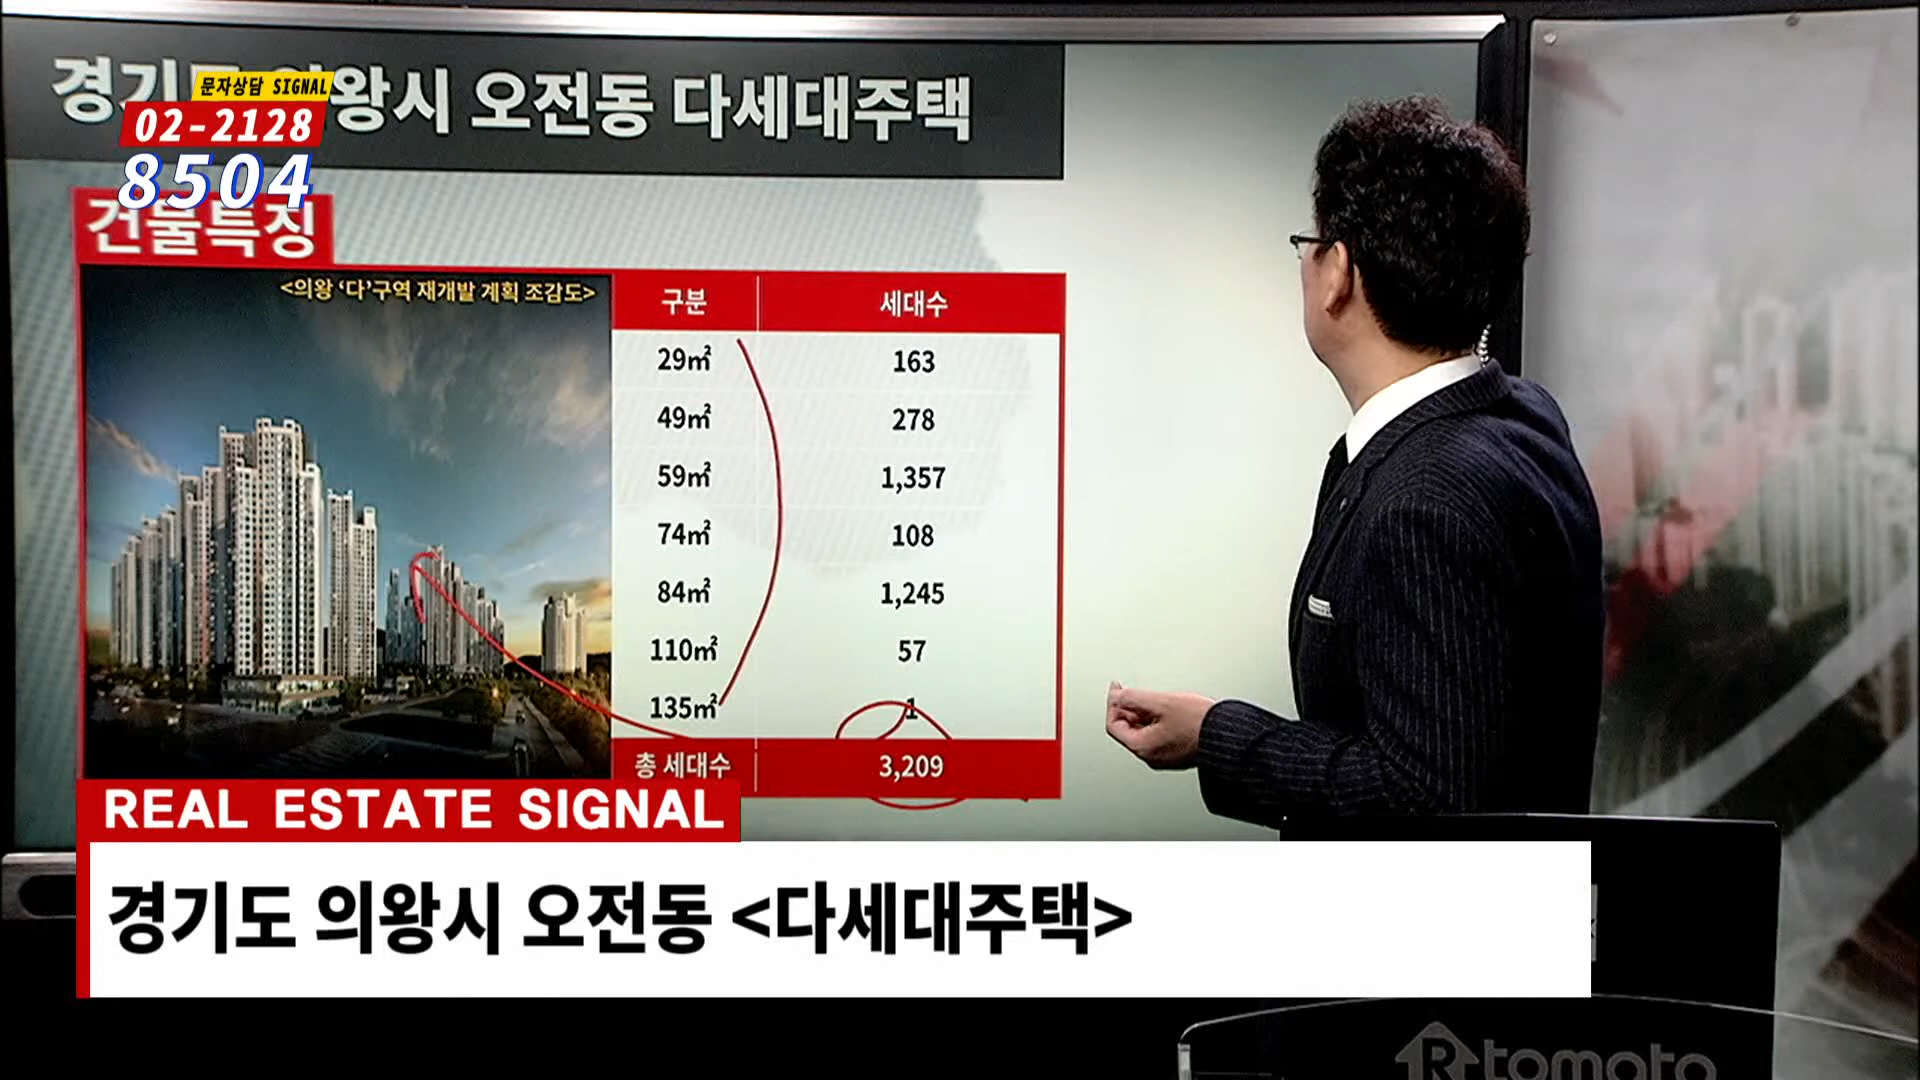 경기도 의왕시 오전동 다세대주택
문자상담 SIGNAL
02-2128
8504
건물특징
<의왕 ‘다’구역 재개발 계획 조감도>
구분 세대수
29㎡ 163
49㎡ 278
59㎡ 1,357
74㎡ 108
84㎡ 1,245
110㎡ 57
135㎡ 1
총 세대수 3,209
REAL ESTATE SIGNAL
경기도 의왕시 오전동 <다세대주택>
R tomato